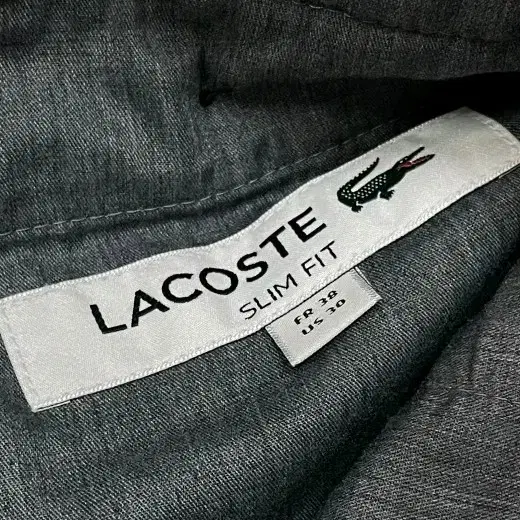 LACOSTE
SLIM FIT
FR 38
US 30